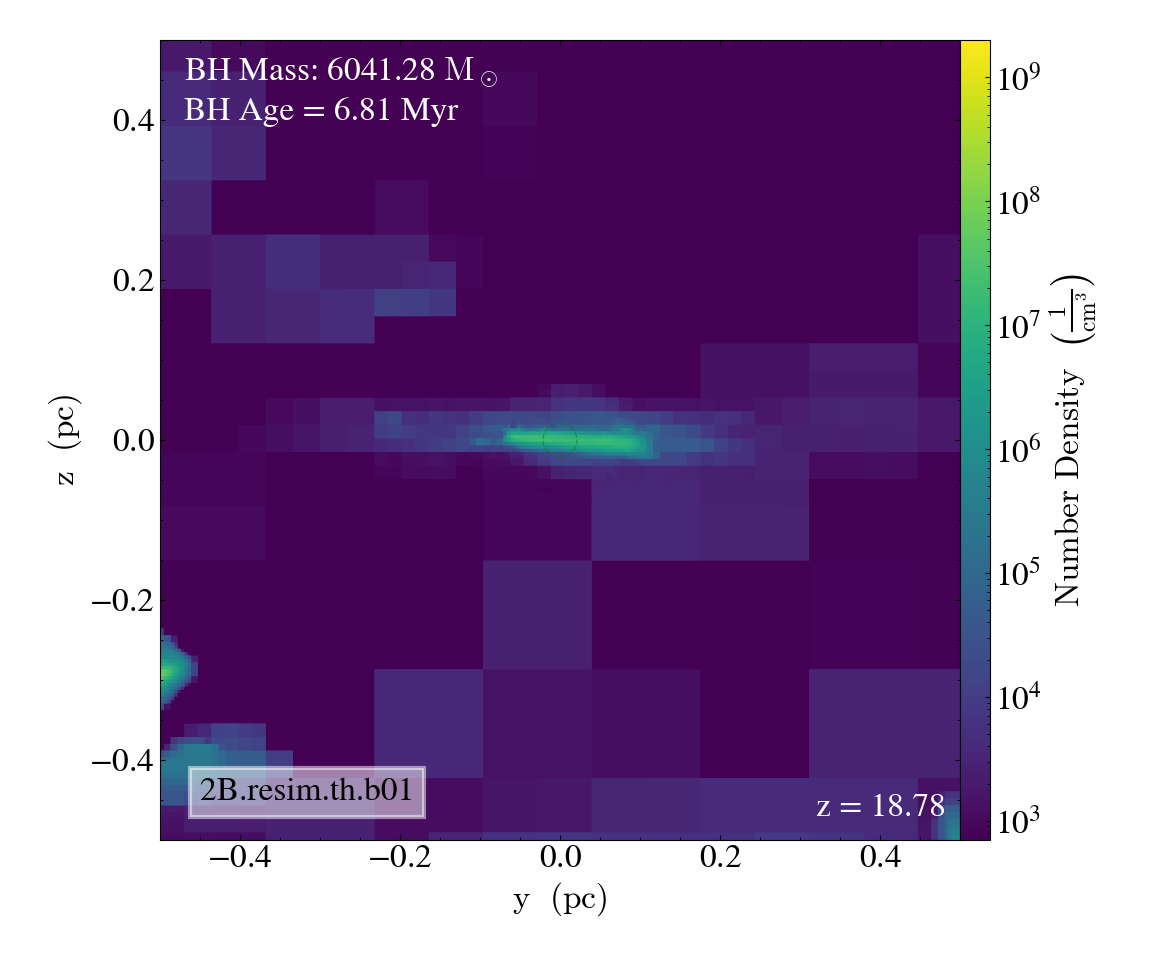 BH Mass: 6041.28 M⊙
BH Age = 6.81 Myr
0.4
0.2
0.0
−0.2
−0.4
z (pc)
2B.resim.th.b01
z = 18.78
−0.4 −0.2 0.0 0.2 0.4
y (pc)
10⁹
10⁸
10⁷
10⁶
10⁵
10⁴
10³
Number Density (1/cm³)